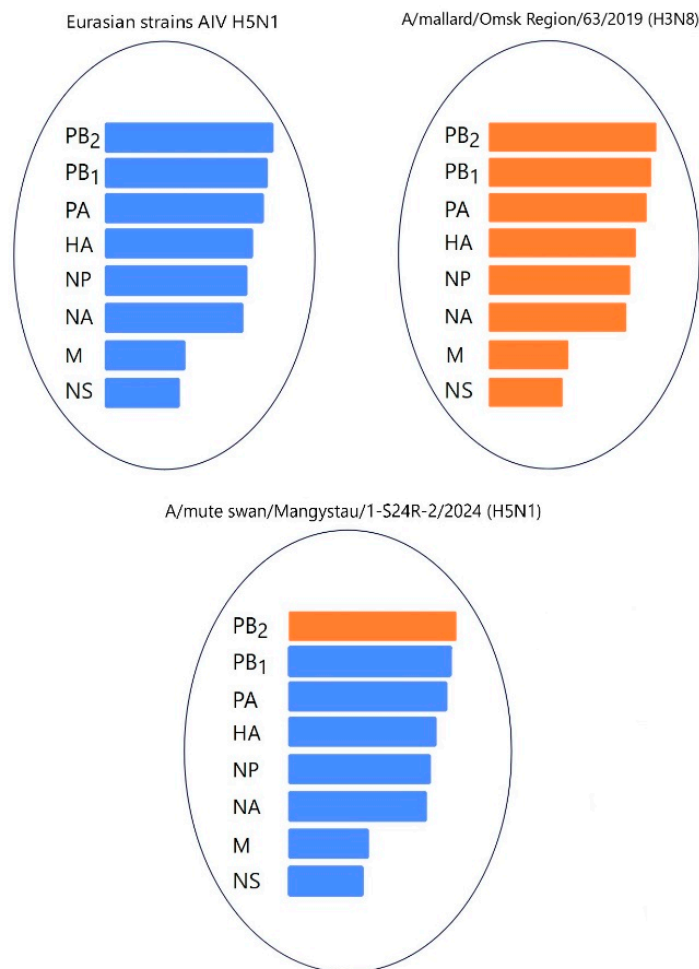 Eurasian strains AIV H5N1
PB2
PB1
PA
HA
NP
NA
M
NS
A/mallard/Omsk Region/63/2019 (H3N8)
PB2
PB1
PA
HA
NP
NA
M
NS
A/mute swan/Mangystau/1-S24R-2/2024 (H5N1)
PB2
PB1
PA
HA
NP
NA
M
NS